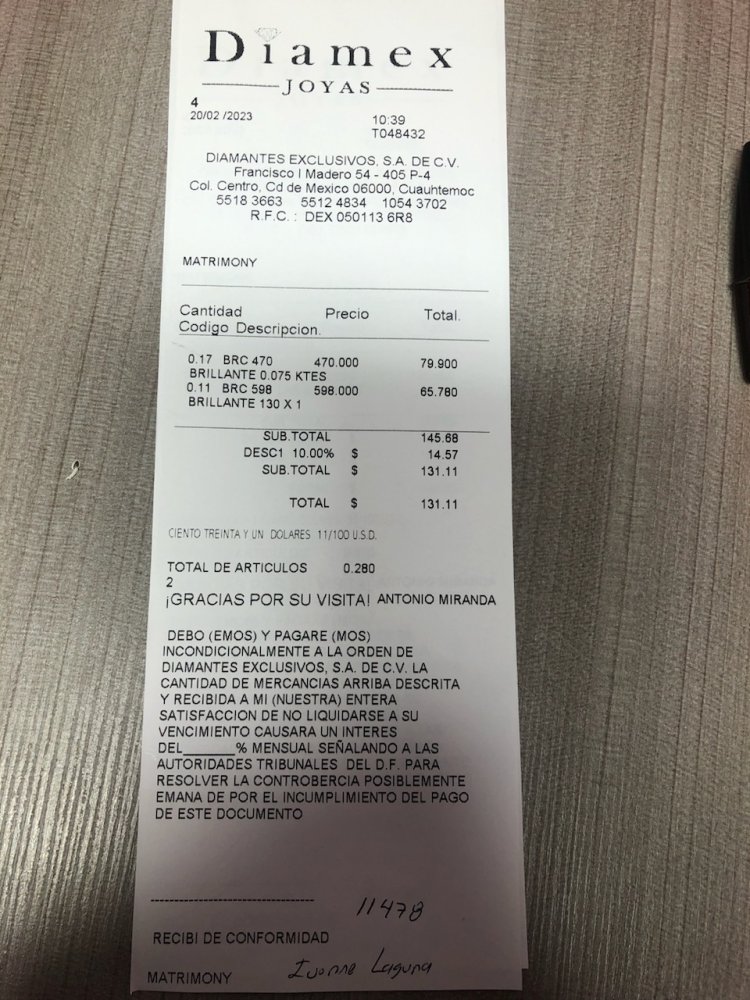 Diamex
JOYAS
4
20/02 /2023
10:39
T048432
DIAMANTES EXCLUSIVOS, S.A. DE C.V.
Francisco I Madero 54 - 405 P-4
Col. Centro, Cd de Mexico 06000, Cuauhtemoc
5518 3663 5512 4834 1054 3702
R.F.C. : DEX 050113 6R8
MATRIMONY
Cantidad Precio Total.
Codigo Descripcion.
0.17 BRC 470 470.000 79.900
BRILLANTE 0.075 KTES
0.11 BRC 598 598.000 65.780
BRILLANTE 130 X 1
SUB.TOTAL 145.68
DESC1 10.00% $ 14.57
SUB.TOTAL $ 131.11
TOTAL $ 131.11
CIENTO TREINTA Y UN DOLARES 11/100 U.S.D.
TOTAL DE ARTICULOS 0.280
2
¡GRACIAS POR SU VISITA! ANTONIO MIRANDA
DEBO (EMOS) Y PAGARE (MOS)
INCONDICIONALMENTE A LA ORDEN DE
DIAMANTES EXCLUSIVOS, S.A. DE C.V. LA
CANTIDAD DE MERCANCIAS ARRIBA DESCRITA
Y RECIBIDA A MI (NUESTRA) ENTERA
SATISFACCION DE NO LIQUIDARSE A SU
VENCIMIENTO CAUSARA UN INTERES
DEL______% MENSUAL SEÑALANDO A LAS
AUTORIDADES TRIBUNALES DEL D.F. PARA
RESOLVER LA CONTROBERCIA POSIBLEMENTE
EMANA DE POR EL INCUMPLIMIENTO DEL PAGO
DE ESTE DOCUMENTO
11478
RECIBI DE CONFORMIDAD
MATRIMONY Ivonne Laguna